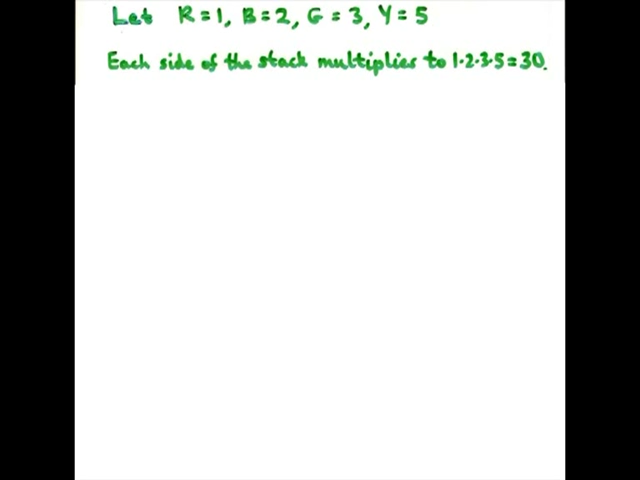 Let R = 1, B = 2, G = 3, Y = 5
Each side of the stack multiplies to 1·2·3·5 = 30.